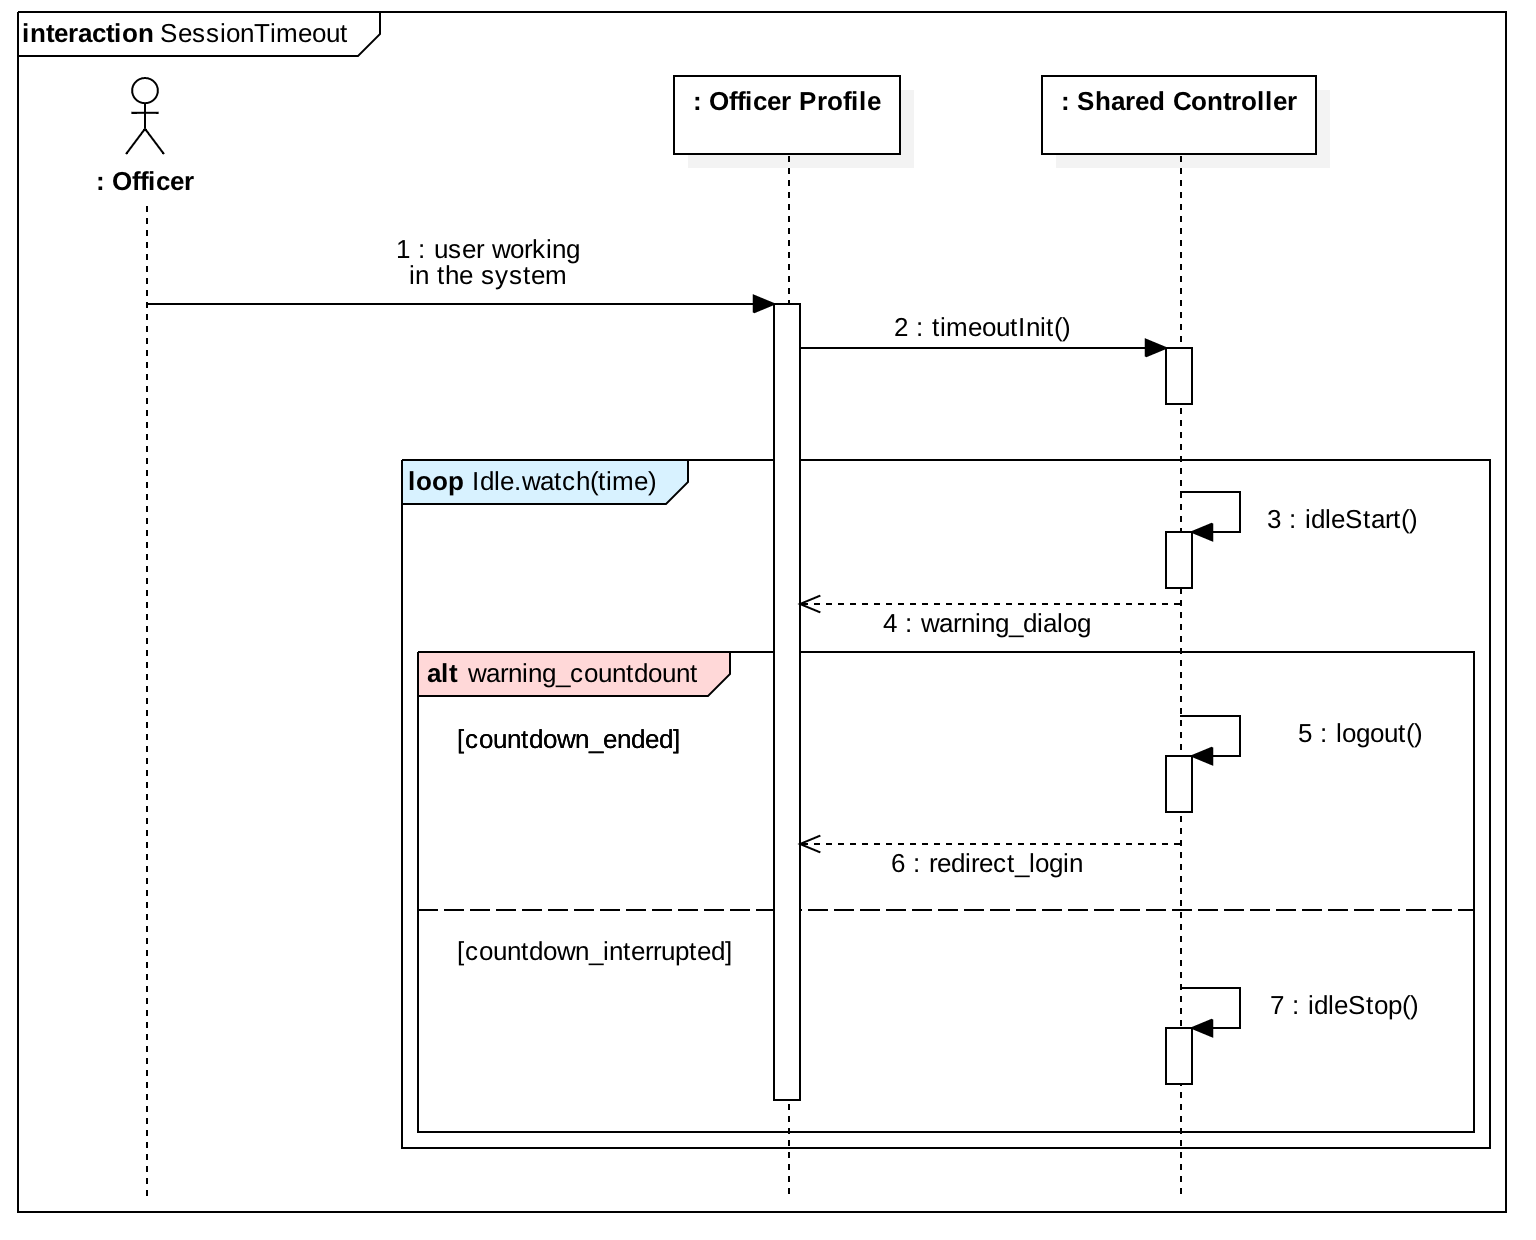 interaction SessionTimeout
: Officer Profile
: Shared Controller
: Officer
1 : user working
in the system
2 : timeoutInit()
loop Idle.watch(time)
3 : idleStart()
4 : warning_dialog
alt warning_countdount
[countdown_ended]
5 : logout()
6 : redirect_login
[countdown_interrupted]
7 : idleStop()